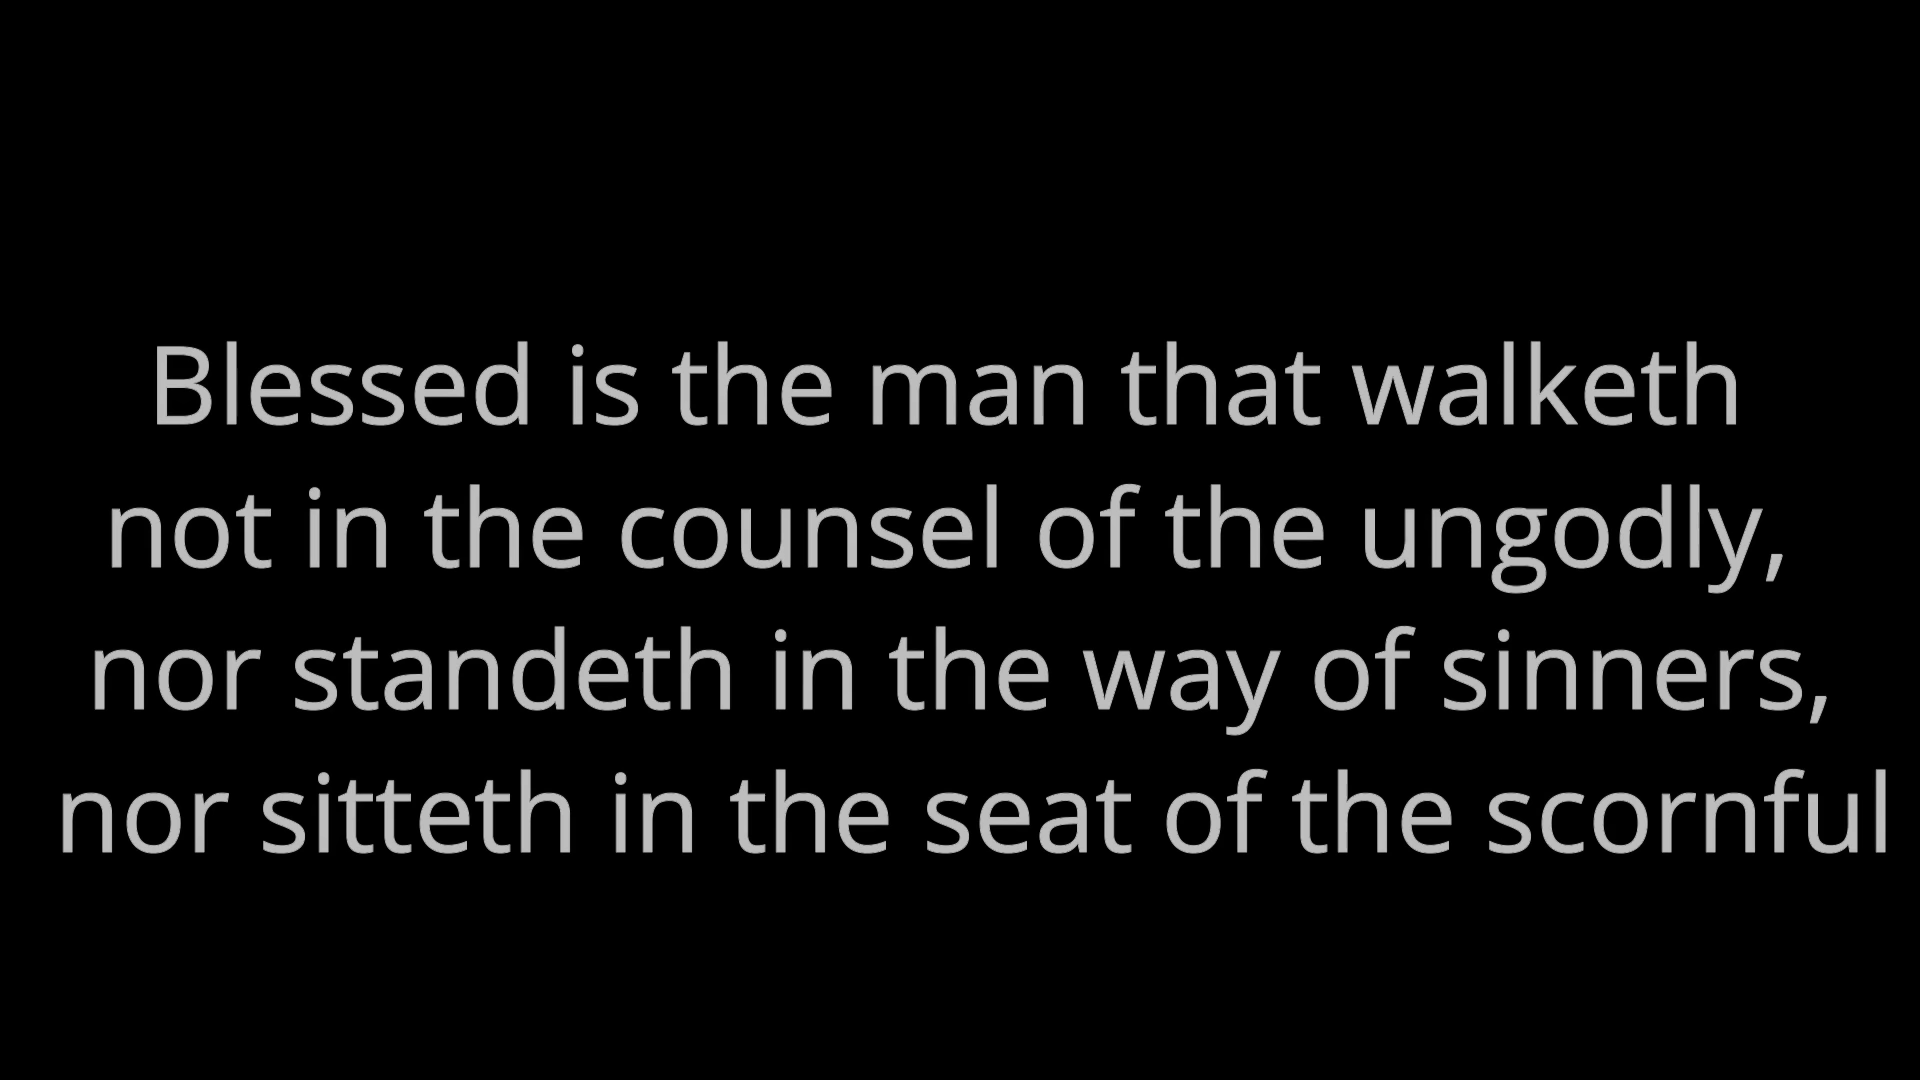 Blessed is the man that walketh
not in the counsel of the ungodly,
nor standeth in the way of sinners,
nor sitteth in the seat of the scornful